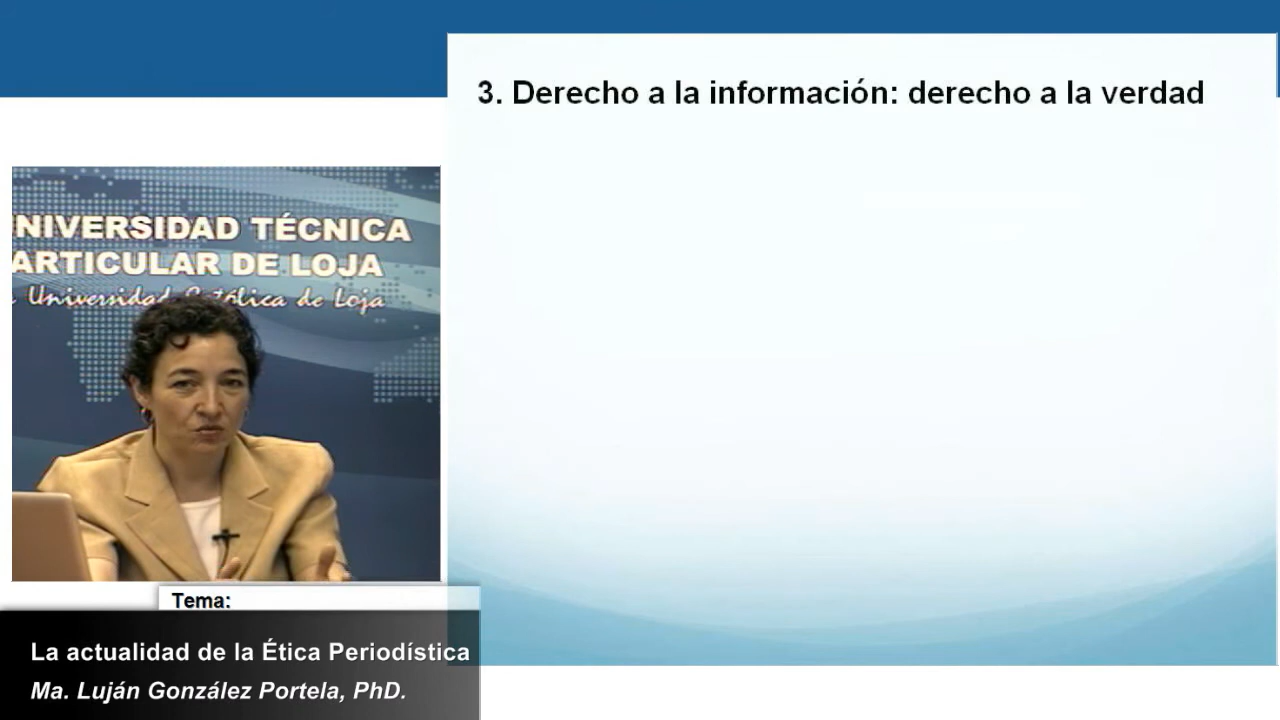 3. Derecho a la información: derecho a la verdad
NIVERSIDAD TÉCNICA
ARTICULAR DE LOJA
Universidad Católica de Loja
Tema:
La actualidad de la Ética Periodística
Ma. Luján González Portela, PhD.